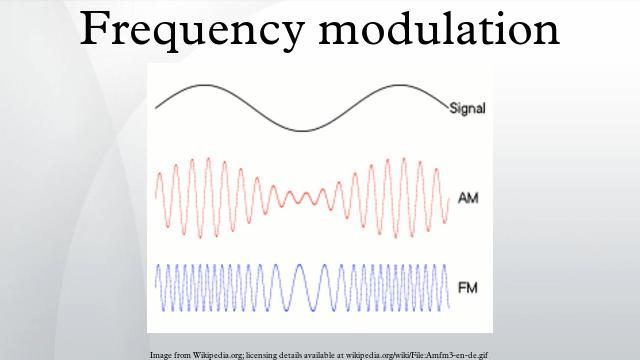 Frequency modulation
Signal
AM
FM
Image from Wikipedia.org; licensing details available at wikipedia.org/wiki/File:Amfm3-en-de.gif